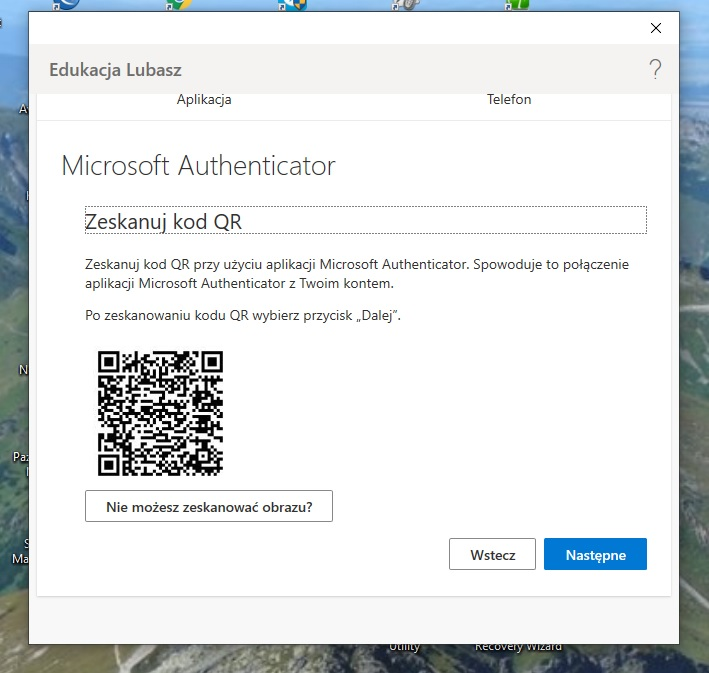 Edukacja Lubasz
?
Aplikacja
Telefon
Microsoft Authenticator
Zeskanuj kod QR
Zeskanuj kod QR przy użyciu aplikacji Microsoft Authenticator. Spowoduje to połączenie
aplikacji Microsoft Authenticator z Twoim kontem.
Po zeskanowaniu kodu QR wybierz przycisk „Dalej”.
Nie możesz zeskanować obrazu?
Wstecz
Następne
Utility
Recovery Wizard